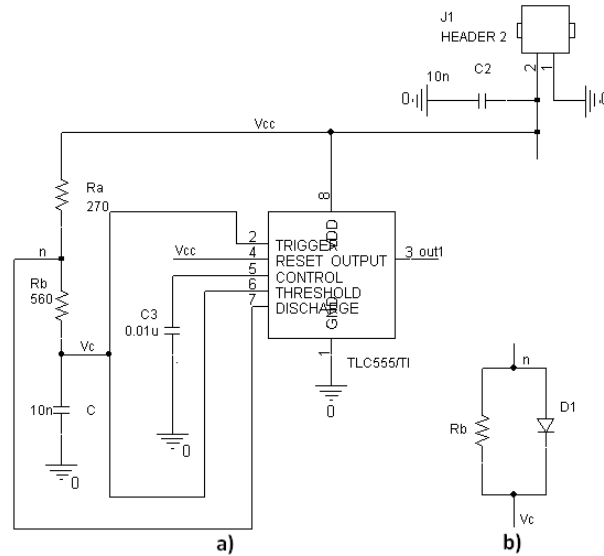 J1
HEADER 2
C2
10n
2
1
0
0
Vcc
Ra
270
8
VDD
2
TRIGGER
n
Vcc
4
RESET OUTPUT
3
out1
5
CONTROL
Rb
560
6
THRESHOLD
7
DISCHARGE
C3
0.01u
GND
Vc
1
TLC555/TI
n
10n
C
0
0
0
Rb
D1
Vc
a)
b)